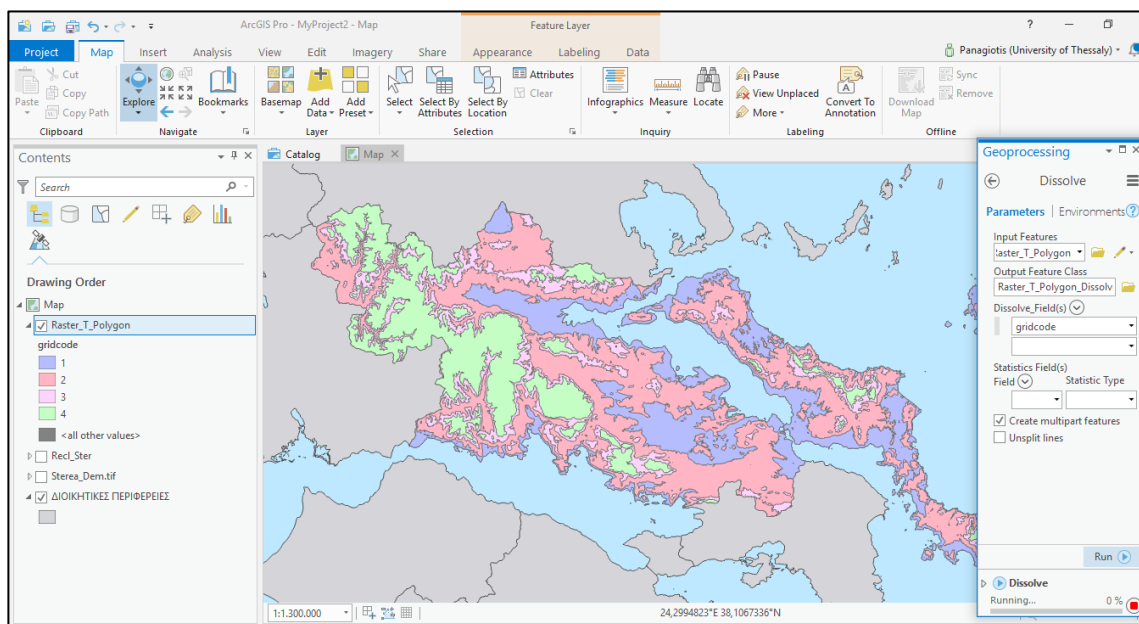 ArcGIS Pro - MyProject2 - Map
Feature Layer
?
Project
Map
Insert
Analysis
View
Edit
Imagery
Share
Appearance
Labeling
Data
Panagiotis (University of Thessaly)
Paste
Cut
Copy
Copy Path
Clipboard
Explore
Bookmarks
Navigate
Basemap
Add Data
Add Preset
Layer
Select
Select By Attributes
Select By Location
Attributes
Clear
Selection
Infographics
Measure
Locate
Inquiry
Pause
View Unplaced
More
Convert To Annotation
Labeling
Download Map
Sync
Remove
Offline
Contents
Search
Drawing Order
Map
Raster_T_Polygon
gridcode
1
2
3
4
<all other values>
Recl_Ster
Sterea_Dem.tif
ΔΙΟΙΚΗΤΙΚΕΣ ΠΕΡΙΦΕΡΕΙΕΣ
Catalog
Map
1:1.300.000
24,2994823°E 38,1067336°N
Geoprocessing
Dissolve
Parameters | Environments
?
Input Features
aster_T_Polygon
Output Feature Class
Raster_T_Polygon_Dissolv
Dissolve_Field(s)
gridcode
Statistics Field(s)
Field
Statistic Type
Create multipart features
Unsplit lines
Run
Dissolve
Running...
0 %